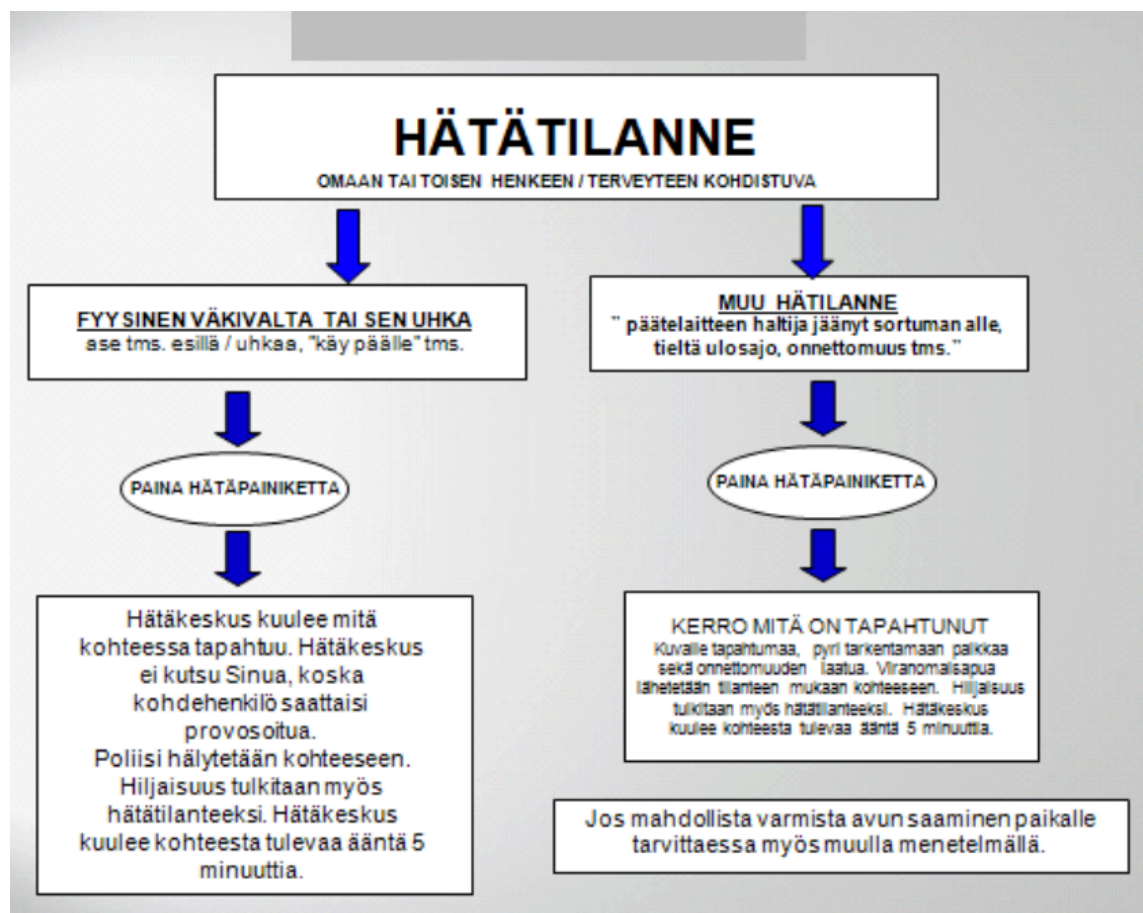 HÄTÄTILANNE
OMAAN TAI TOISEN HENKEEN / TERVEYTEEN KOHDISTUVA
FYYSINEN VÄKIVALTA TAI SEN UHKA
ase tms. esillä / uhkaa, "käy päälle" tms.
PAINA HÄTÄPAINIKETTA
Hätäkeskus kuulee mitä
kohteessa tapahtuu. Hätäkeskus
ei kutsu Sinua, koska
kohdehenkilö saattaisi
provosoitua.
Poliisi hälytetään kohteeseen.
Hiljaisuus tulkitaan myös
hätätilanteeksi. Hätäkeskus
kuulee kohteesta tulevaa ääntä 5
minuuttia.
MUU HÄTILANNE
" päätelaitteen haltija jäänyt sortuman alle,
tieltä ulosajo, onnettomuus tms."
PAINA HÄTÄPAINIKETTA
KERRO MITÄ ON TAPAHTUNUT
Kuvaile tapahtumaa, pyri tarkentamaan paikkaa
sekä onnettomuuden laatua. Viranomaisapua
lähetetään tilanteen mukaan kohteeseen. Hiljaisuus
tulkitaan myös hätätilanteeksi. Hätäkeskus
kuulee kohteesta tulevaa ääntä 5 minuuttia.
Jos mahdollista varmista avun saaminen paikalle
tarvittaessa myös muulla menetelmällä.